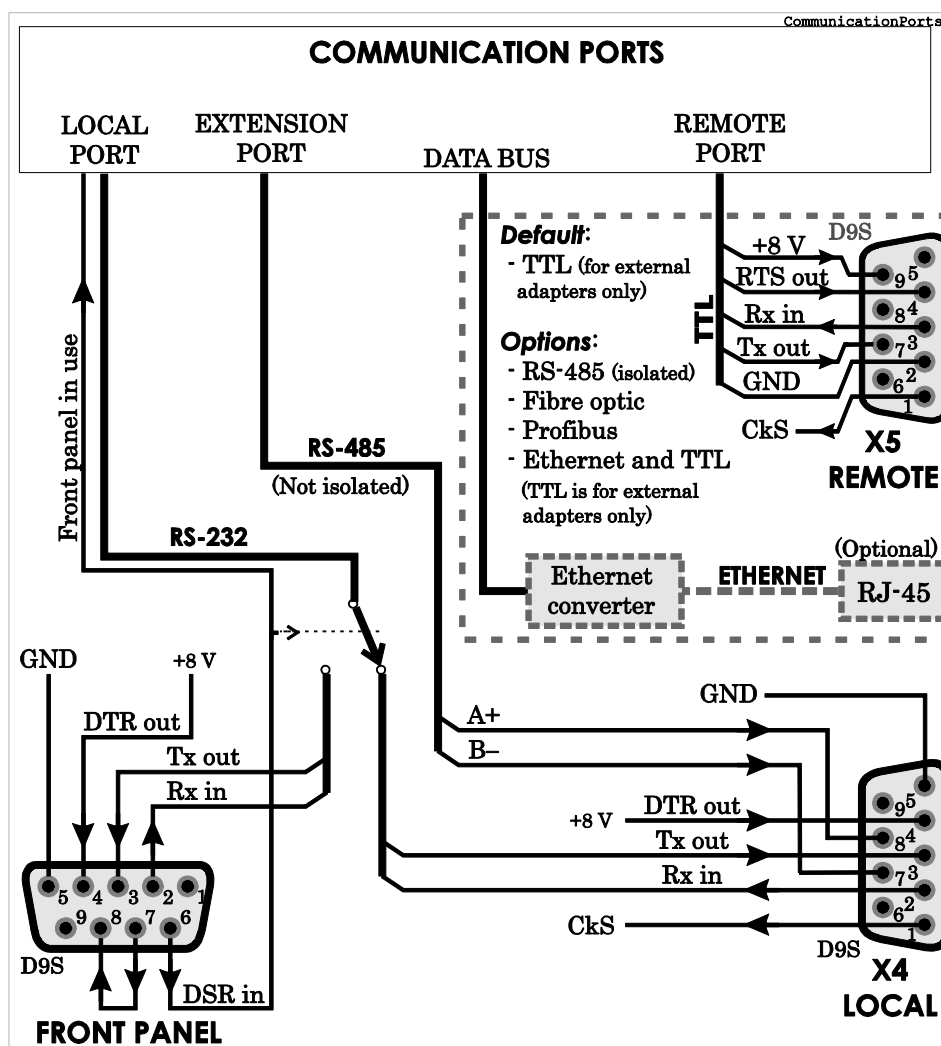 CommunicationPorts
COMMUNICATION PORTS
LOCAL
PORT
EXTENSION
PORT
DATA BUS
REMOTE
PORT
Default:
- TTL (for external
adapters only)
Options:
- RS-485 (isolated)
- Fibre optic
- Profibus
- Ethernet and TTL
(TTL is for external
adapters only)
TTL
+8 V
RTS out
Rx in
Tx out
GND
CkS
D9S
9 5
8 4
7 3
6 2
1
X5
REMOTE
Front panel in use
RS-485
(Not isolated)
RS-232
Ethernet
converter
ETHERNET
(Optional)
RJ-45
GND
+8 V
DTR out
Tx out
Rx in
5 4 3 2 1
9 8 7 6
D9S
DSR in
FRONT PANEL
GND
A+
B–
+8 V
DTR out
Tx out
Rx in
CkS
9 5
8 4
7 3
6 2
1
D9S
X4
LOCAL